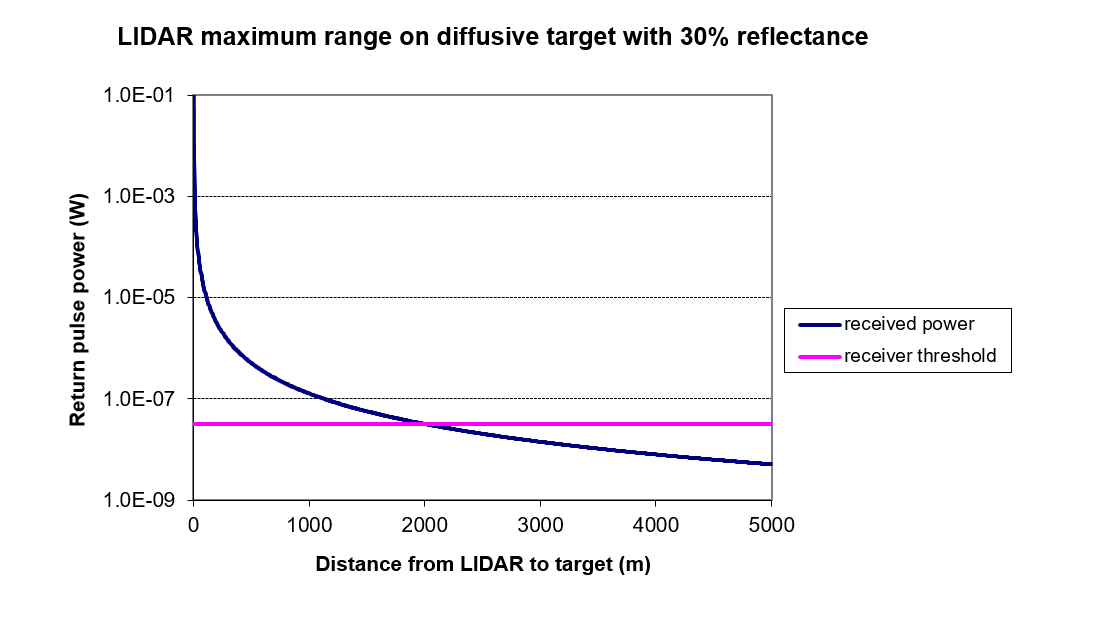 LIDAR maximum range on diffusive target with 30% reflectance
1.0E-01
1.0E-03
1.0E-05
1.0E-07
1.0E-09
Return pulse power (W)
0 1000 2000 3000 4000 5000
Distance from LIDAR to target (m)
received power
receiver threshold